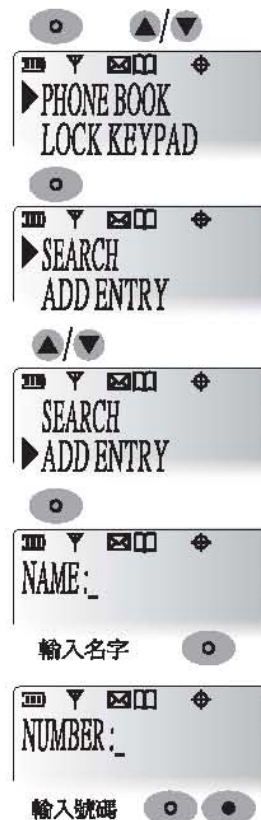 /
PHONE BOOK
LOCK KEYPAD
SEARCH
ADD ENTRY
/
SEARCH
ADD ENTRY
NAME:_
輸入名字
NUMBER:_
輸入號碼